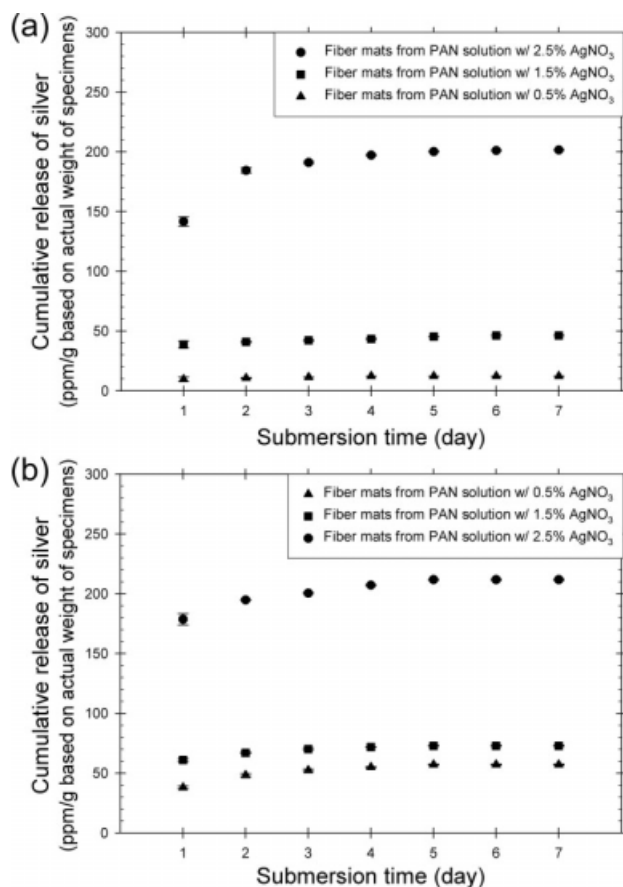 (a)
300
250
200
150
100
50
0
Cumulative release of silver
(ppm/g based on actual weight of specimens)
Fiber mats from PAN solution w/ 2.5% AgNO3
Fiber mats from PAN solution w/ 1.5% AgNO3
Fiber mats from PAN solution w/ 0.5% AgNO3
1 2 3 4 5 6 7
Submersion time (day)
(b)
300
250
200
150
100
50
0
Cumulative release of silver
(ppm/g based on actual weight of specimens)
Fiber mats from PAN solution w/ 0.5% AgNO3
Fiber mats from PAN solution w/ 1.5% AgNO3
Fiber mats from PAN solution w/ 2.5% AgNO3
1 2 3 4 5 6 7
Submersion time (day)